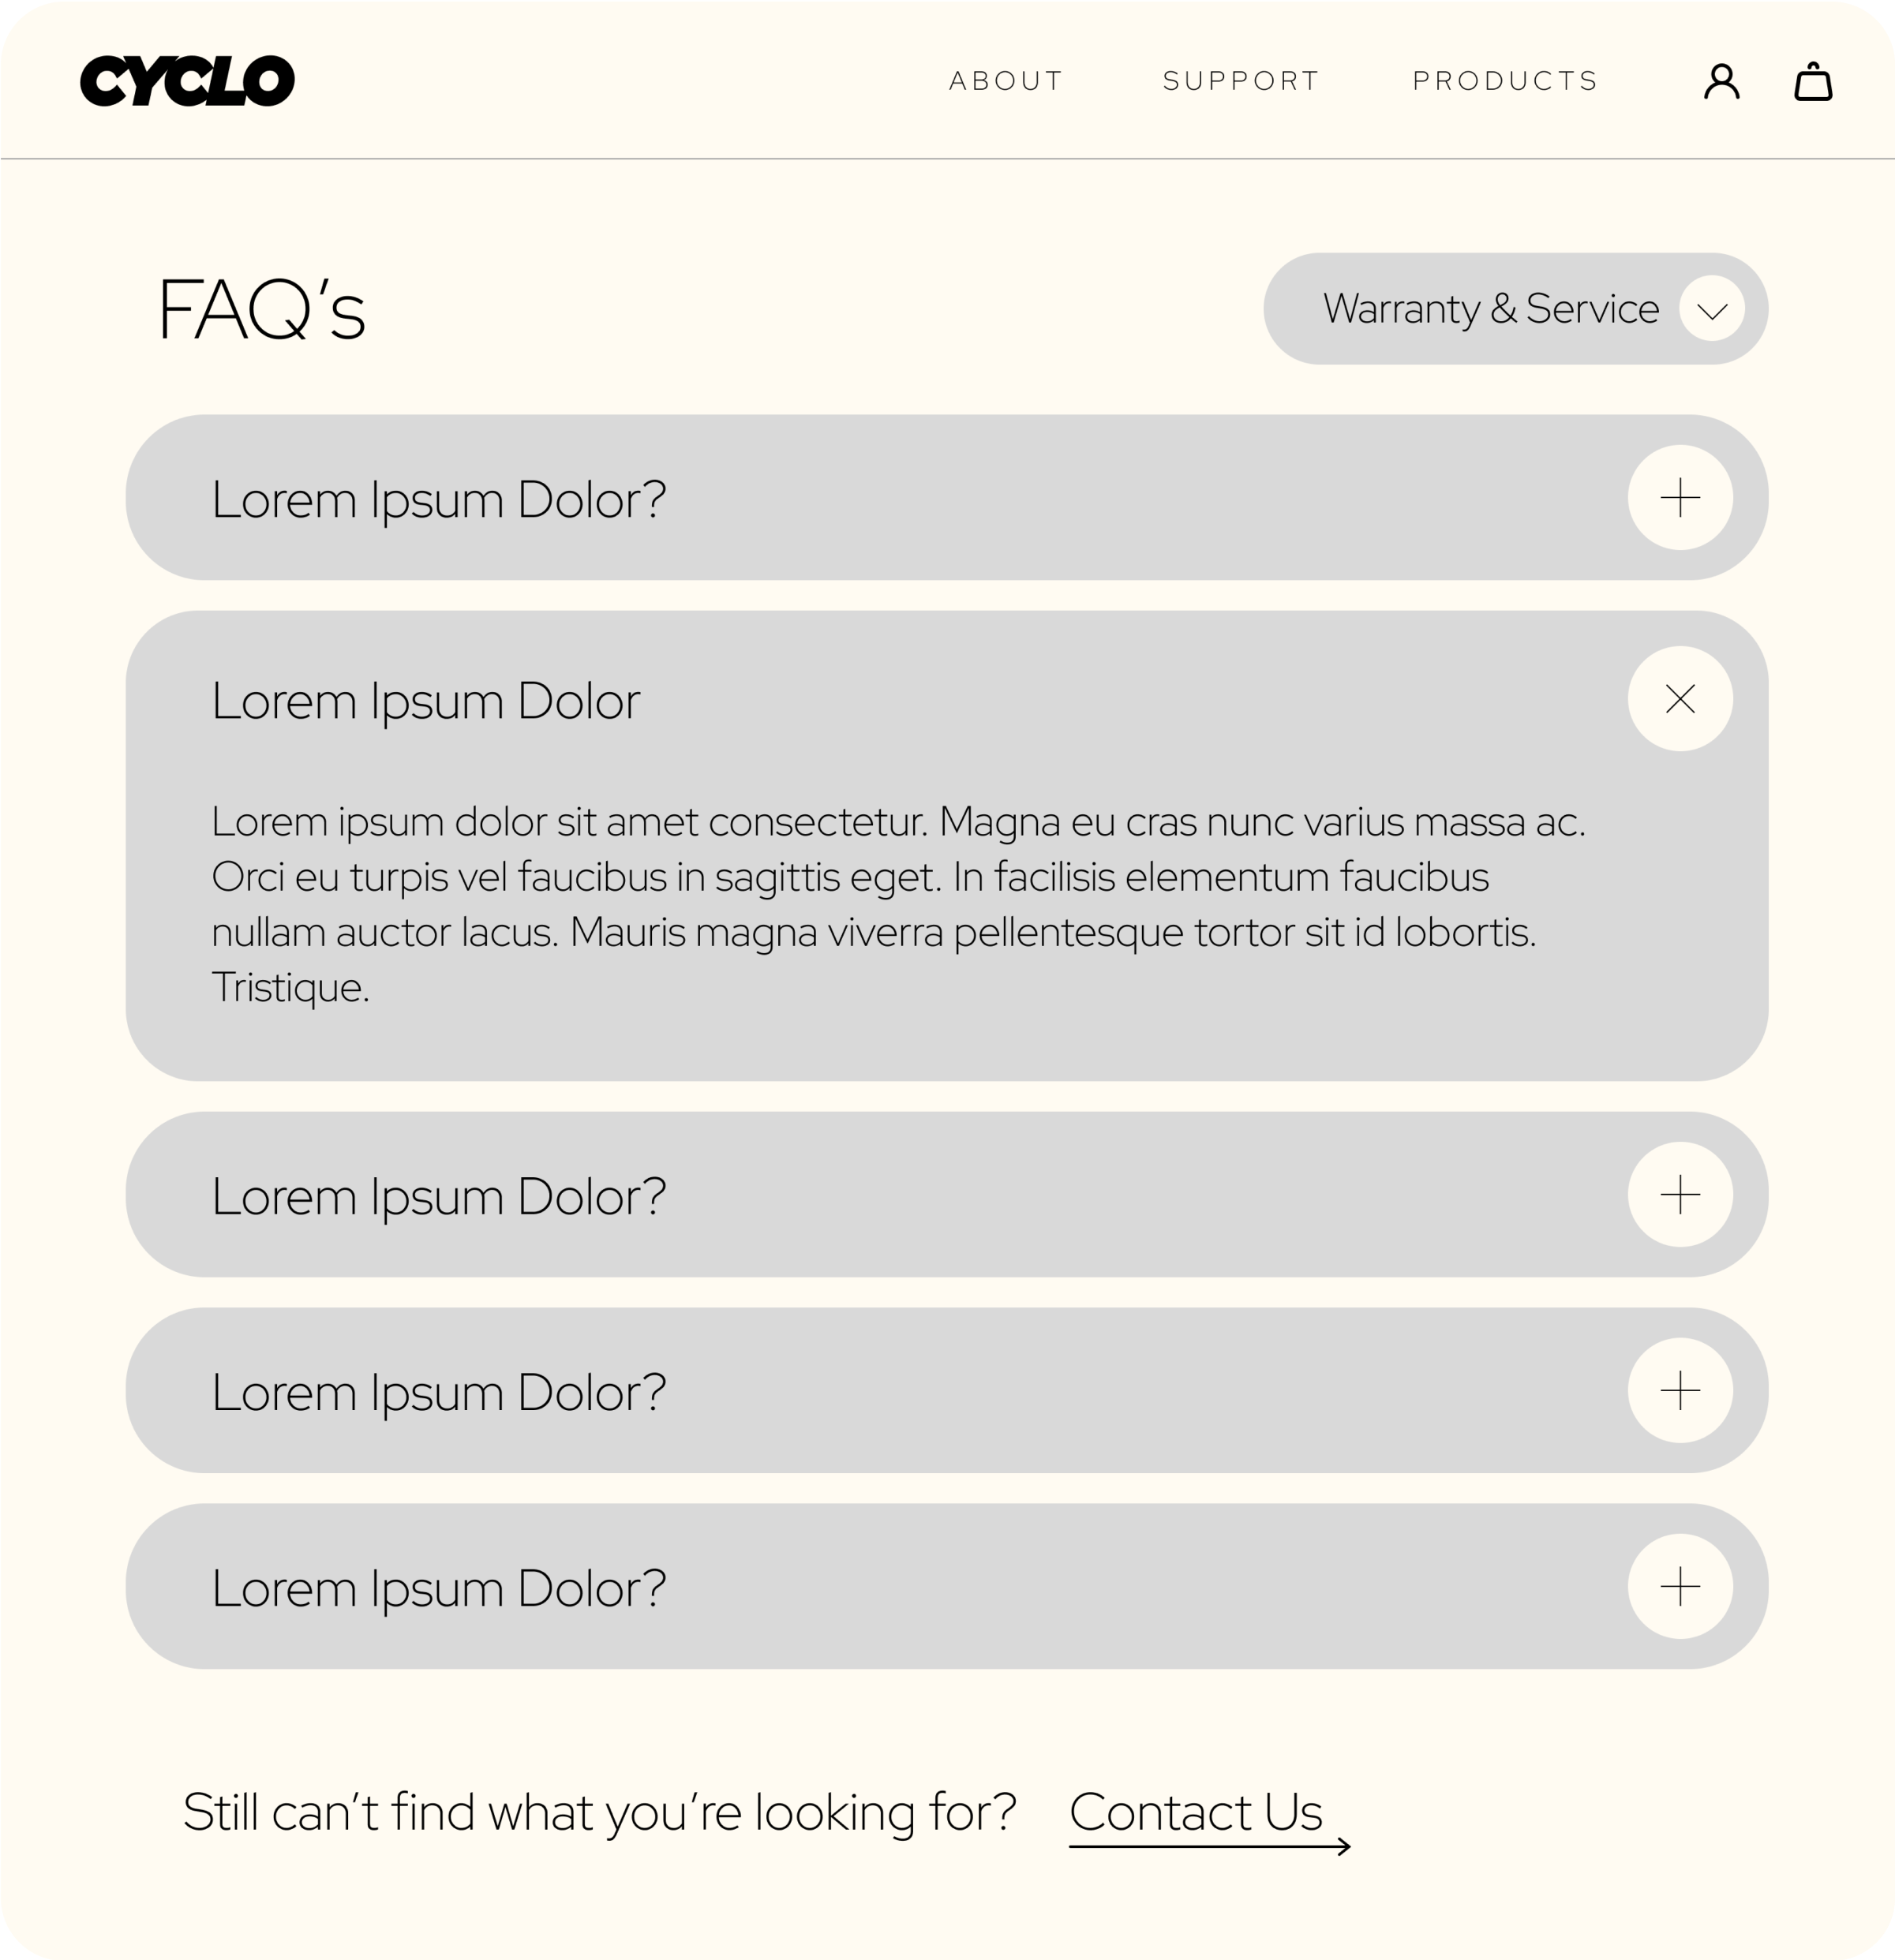 CYCLO
ABOUT
SUPPORT
PRODUCTS
FAQ‘s
Warranty & Service
Lorem Ipsum Dolor?
Lorem Ipsum Dolor
Lorem ipsum dolor sit amet consectetur. Magna eu cras nunc varius massa ac.
Orci eu turpis vel faucibus in sagittis eget. In facilisis elementum faucibus
nullam auctor lacus. Mauris magna viverra pellentesque tortor sit id lobortis.
Tristique.
Lorem Ipsum Dolor?
Lorem Ipsum Dolor?
Lorem Ipsum Dolor?
Still can’t find what you’re looking for?
Contact Us